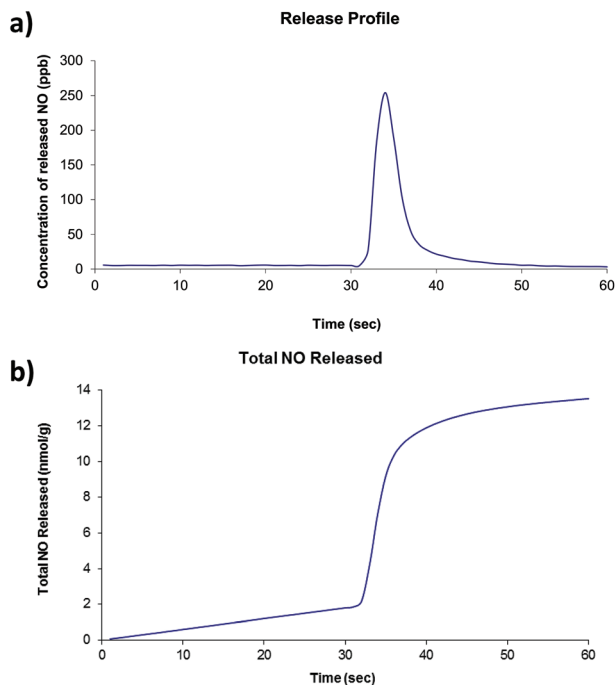 a)
Release Profile
Concentration of released NO (ppb)
300
250
200
150
100
50
0
0 10 20 30 40 50 60
Time (sec)
b)
Total NO Released
Total NO Released (nmol/g)
14
12
10
8
6
4
2
0
0 10 20 30 40 50 60
Time (sec)